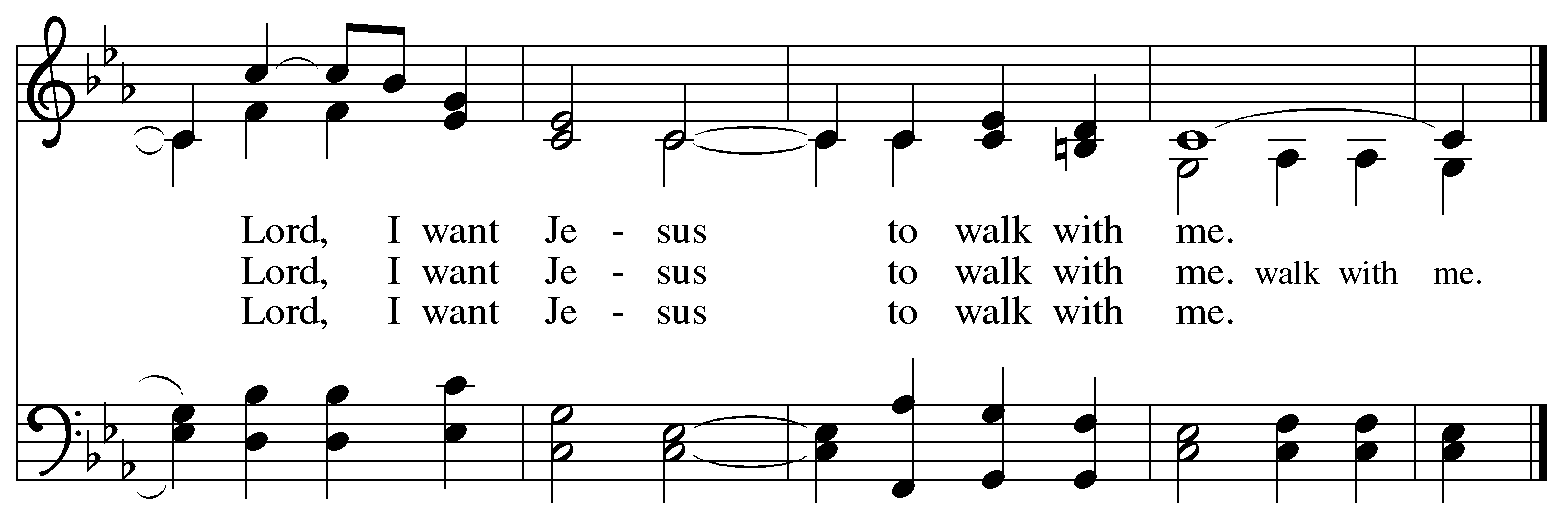 Lord, I want Je - sus to walk with me.
Lord, I want Je - sus to walk with me. walk with me.
Lord, I want Je - sus to walk with me.